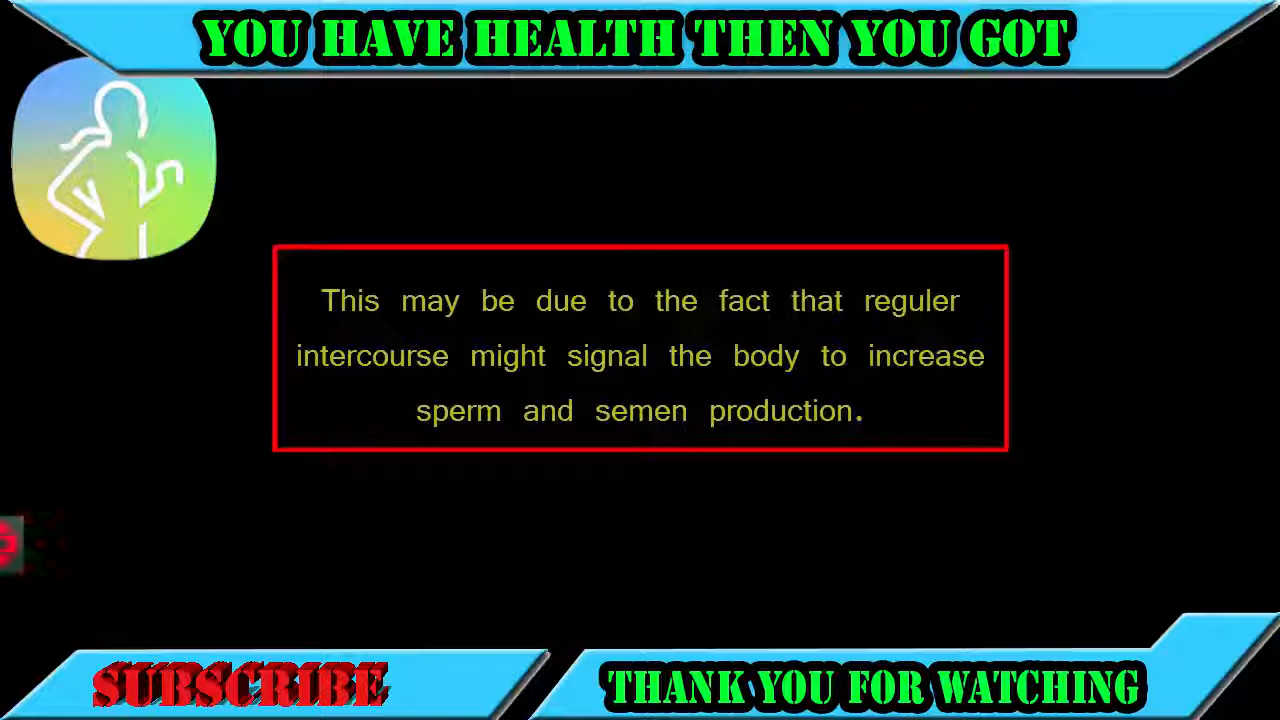 YOU HAVE HEALTH THEN YOU GOT
This may be due to the fact that reguler
intercourse might signal the body to increase
sperm and semen production.
SUBSCRIBE
THANK YOU FOR WATCHING